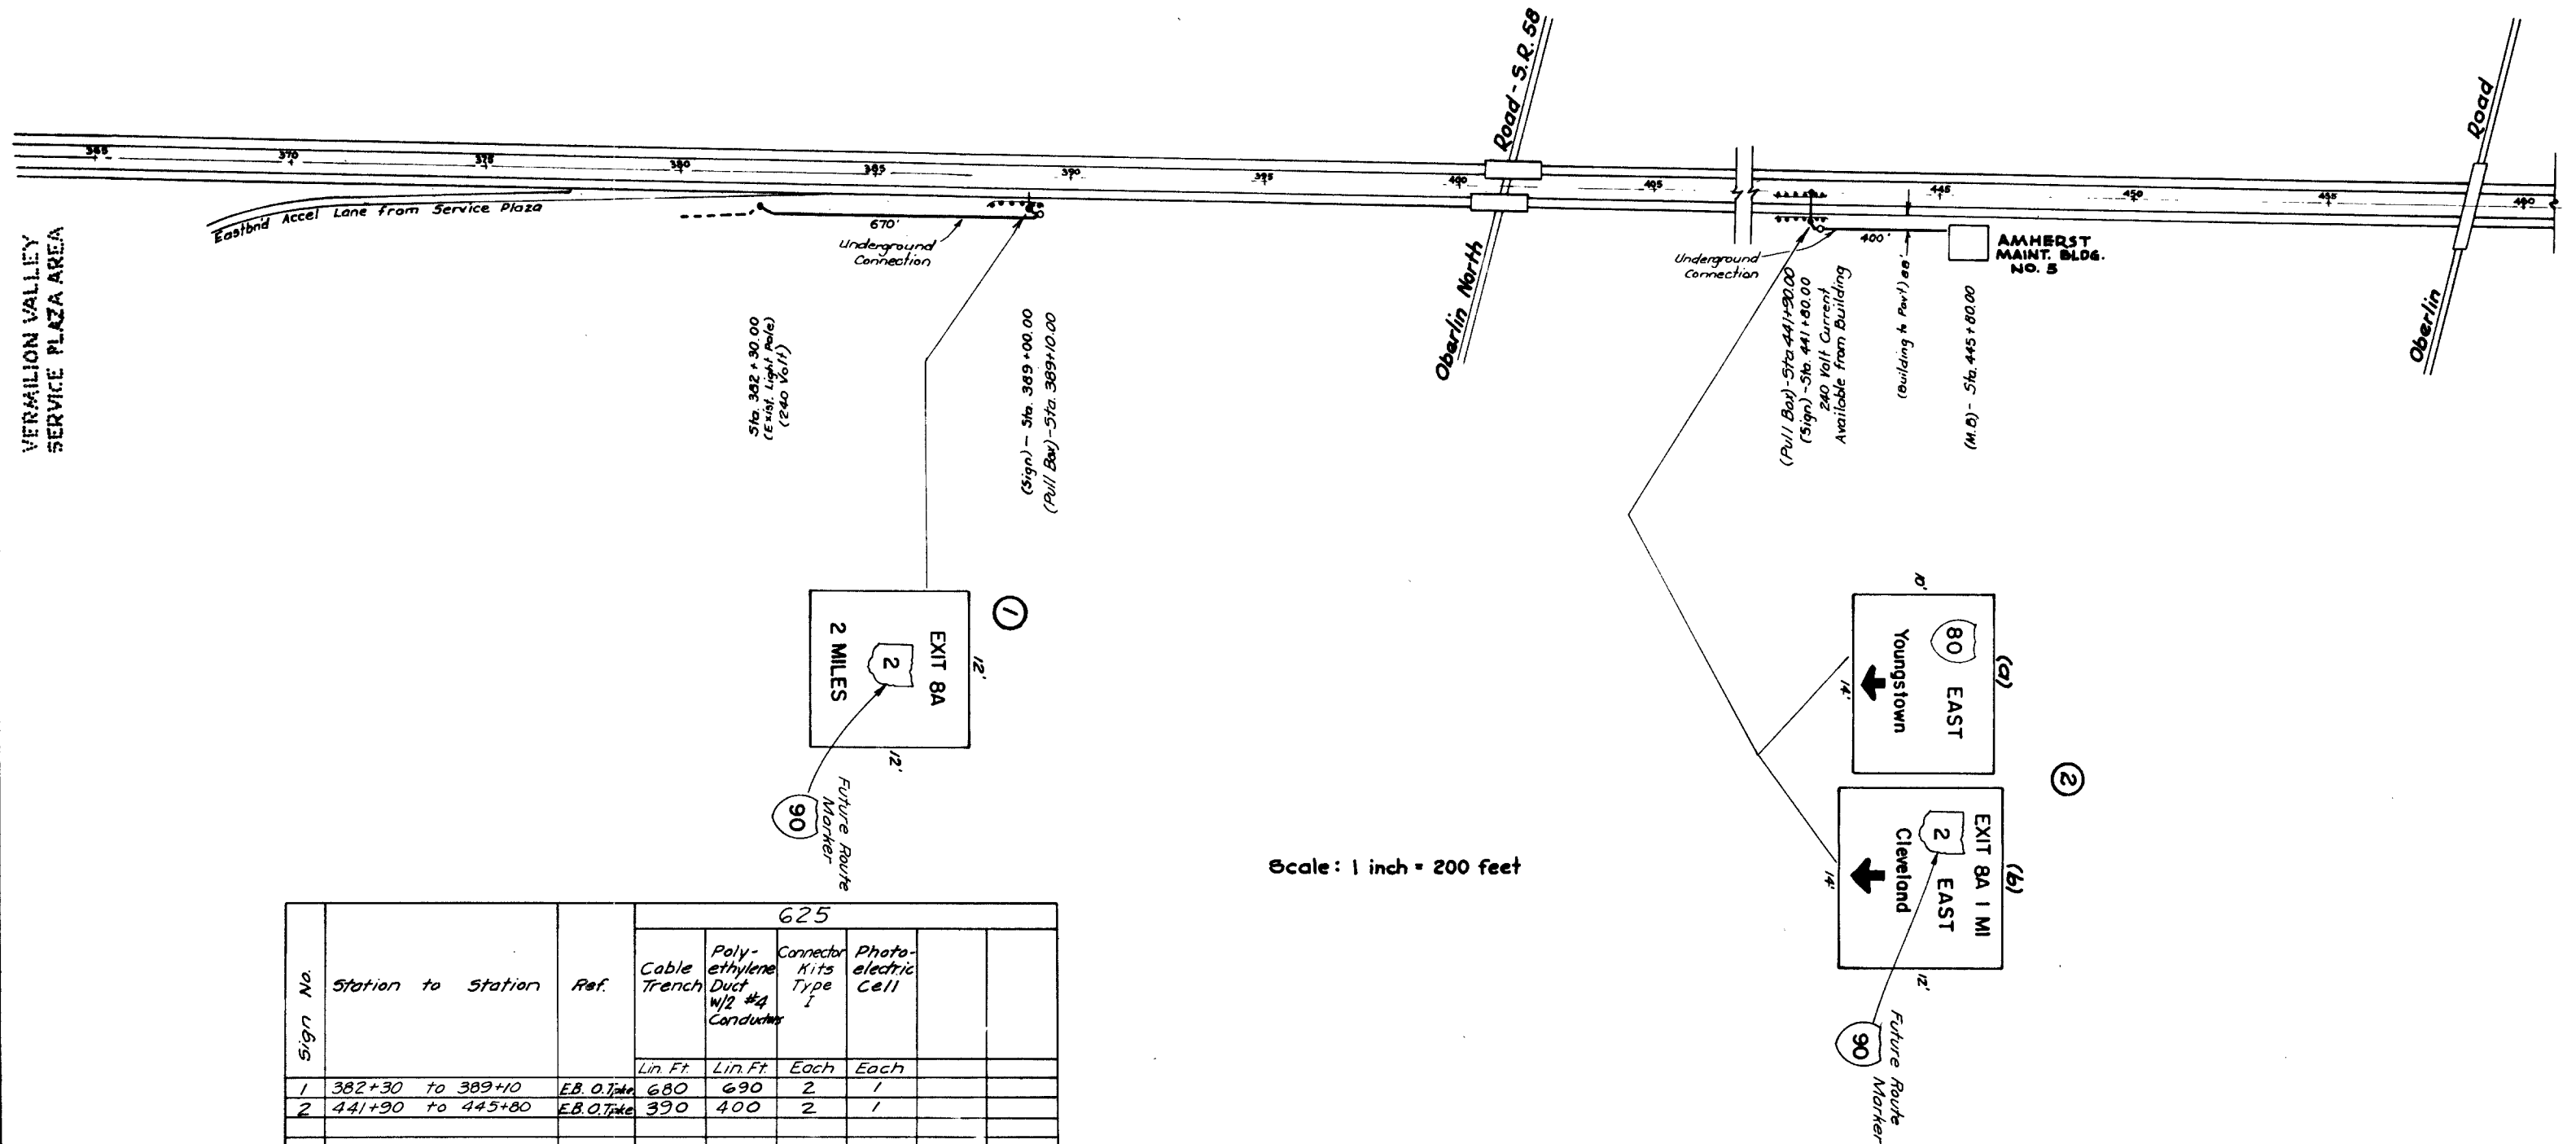 VERMILION VALLEY
SERVICE PLAZA AREA
365
370
375
380
385
390
395
400
405
445
450
455
460
Eastbnd Accel Lane from Service Plaza
670'
Underground
Connection
Sta. 382 + 30.00
(Exist. Light Pole)
(240 Volt)
(Sign) - Sta. 389 +00.00
(Pull Box) - Sta. 389+10.00
Oberlin North
Road - S.R. 58
Underground
Connection
400'
(Pull Box) - Sta 441+90.00
(Sign) - Sta. 441 +80.00
240 Volt Current
Available from Building
(Building to Pav't) 88'
AMHERST
MAINT. BLDG.
NO. 5
(M.B) - Sta. 445 + 80.00
Oberlin
Road
1
EXIT 8A
2
2 MILES
12'
12'
Future Route
Marker
90
2
(a)
80 EAST
Youngstown
10'
14'
(b)
EXIT 8A 1 MI
2 EAST
Cleveland
14'
12'
Future Route
Marker
90
Scale: 1 inch = 200 feet
625
Sign No.
Station to Station
Ref.
Cable
Trench
Poly-
ethylene
Duct
W/2 #4
Conductors
Connector
Kits
Type
I
Photo-
electric
Cell
Lin. Ft. Lin. Ft. Each Each
1 382+30 to 389+10 E.B. O.Tpke. 680 690 2 1
2 441+90 to 445+80 E.B. O.Tpke 390 400 2 1